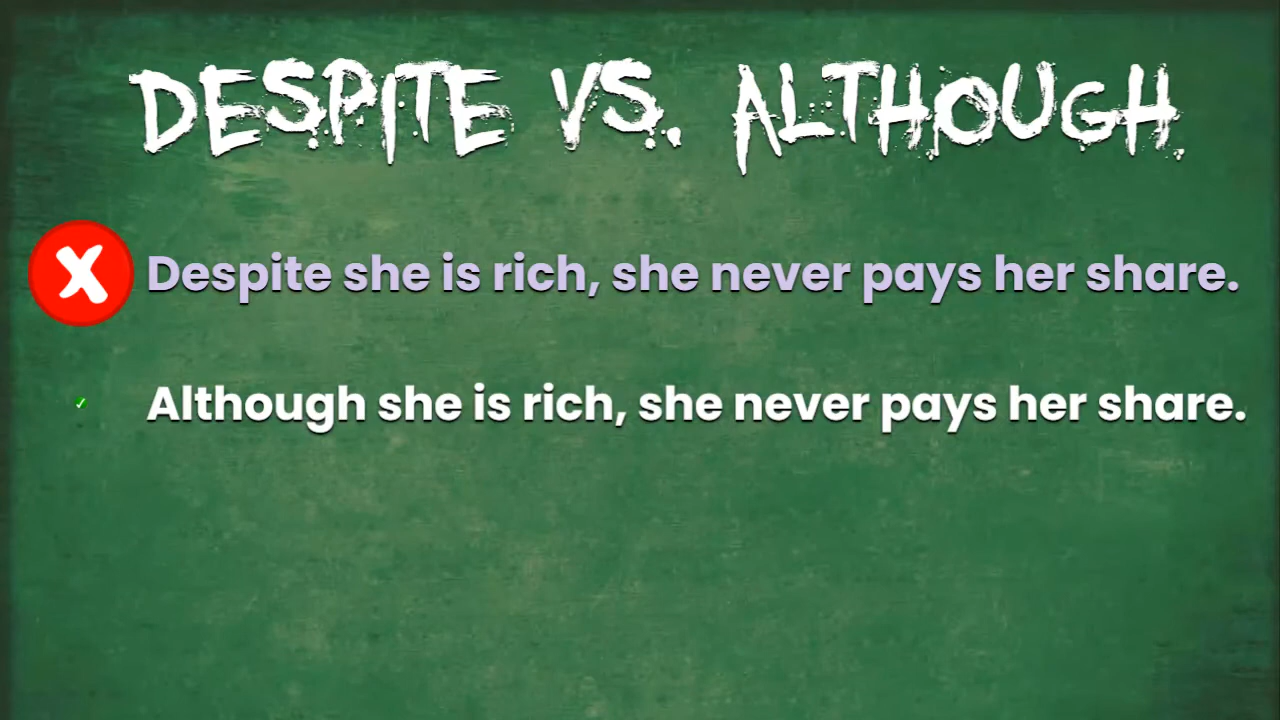 DESPITE VS. ALTHOUGH
Despite she is rich, she never pays her share.
Although she is rich, she never pays her share.